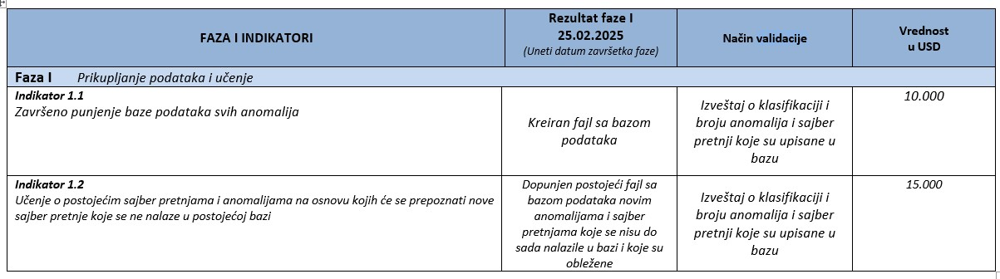 FAZA I INDIKATORI
Rezultat faze I
25.02.2025
(Uneti datum završetka faze)
Način validacije
Vrednost
u USD
Faza I Prikupljanje podataka i učenje
Indikator 1.1
Završeno punjenje baze podataka svih anomalija
Kreiran fajl sa bazom
podataka
Izveštaj o klasifikaciji i
broju anomalija i sajber
pretnji koje su upisane u
bazu
10.000
Indikator 1.2
Učenje o postojećim sajber pretnjama i anomalijama na osnovu kojih će se prepoznati nove
sajber pretnje koje se ne nalaze u postojećoj bazi
Dopunjen postojeći fajl sa
bazom podataka novim
anomalijama i sajber
pretnjama koje se nisu do
sada nalazile u bazi i koje su
obležene
Izveštaj o klasifikaciji i
broju anomalija i sajber
pretnji koje su upisane u
bazu
15.000